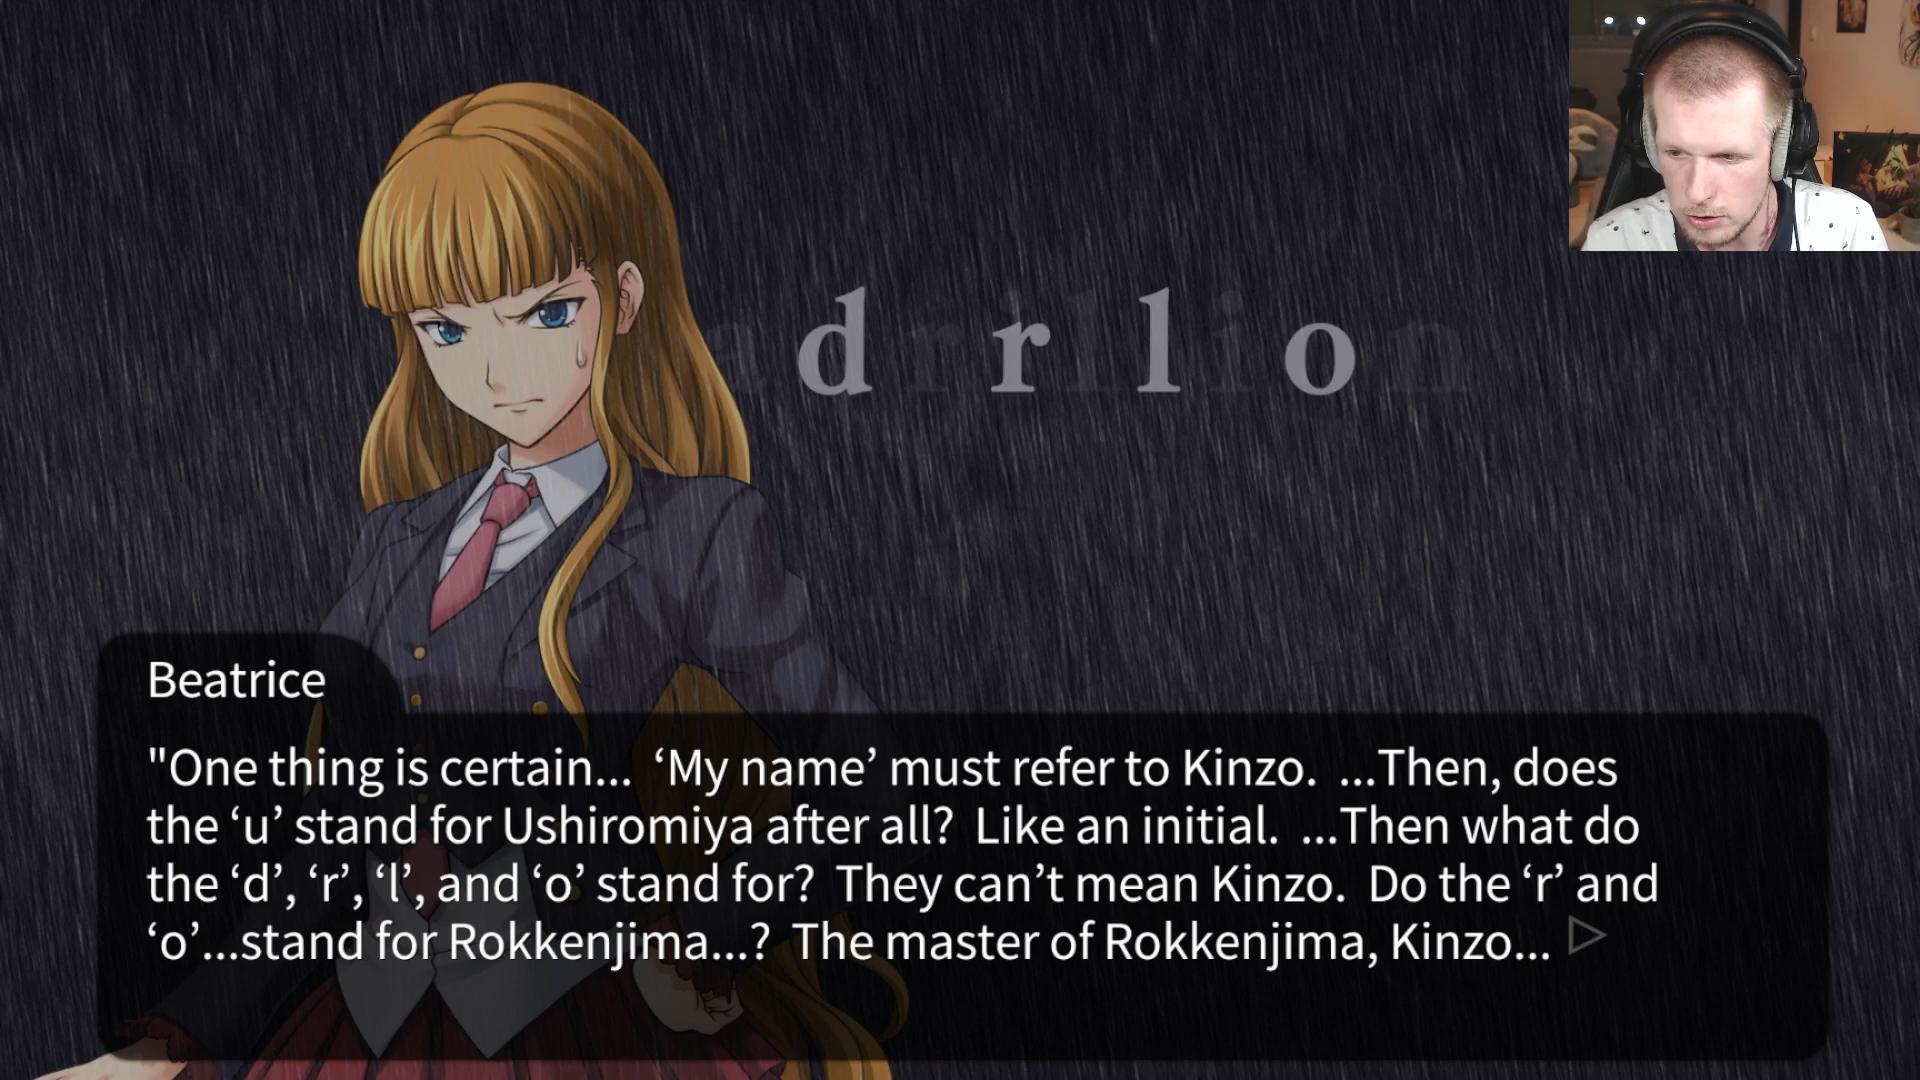 a d r r l l i o n
Beatrice
"One thing is certain... ‘My name’ must refer to Kinzo. ...Then, does
the ‘u’ stand for Ushiromiya after all? Like an initial. ...Then what do
the ‘d’, ‘r’, ‘l’, and ‘o’ stand for? They can’t mean Kinzo. Do the ‘r’ and
‘o’...stand for Rokkenjima...? The master of Rokkenjima, Kinzo...